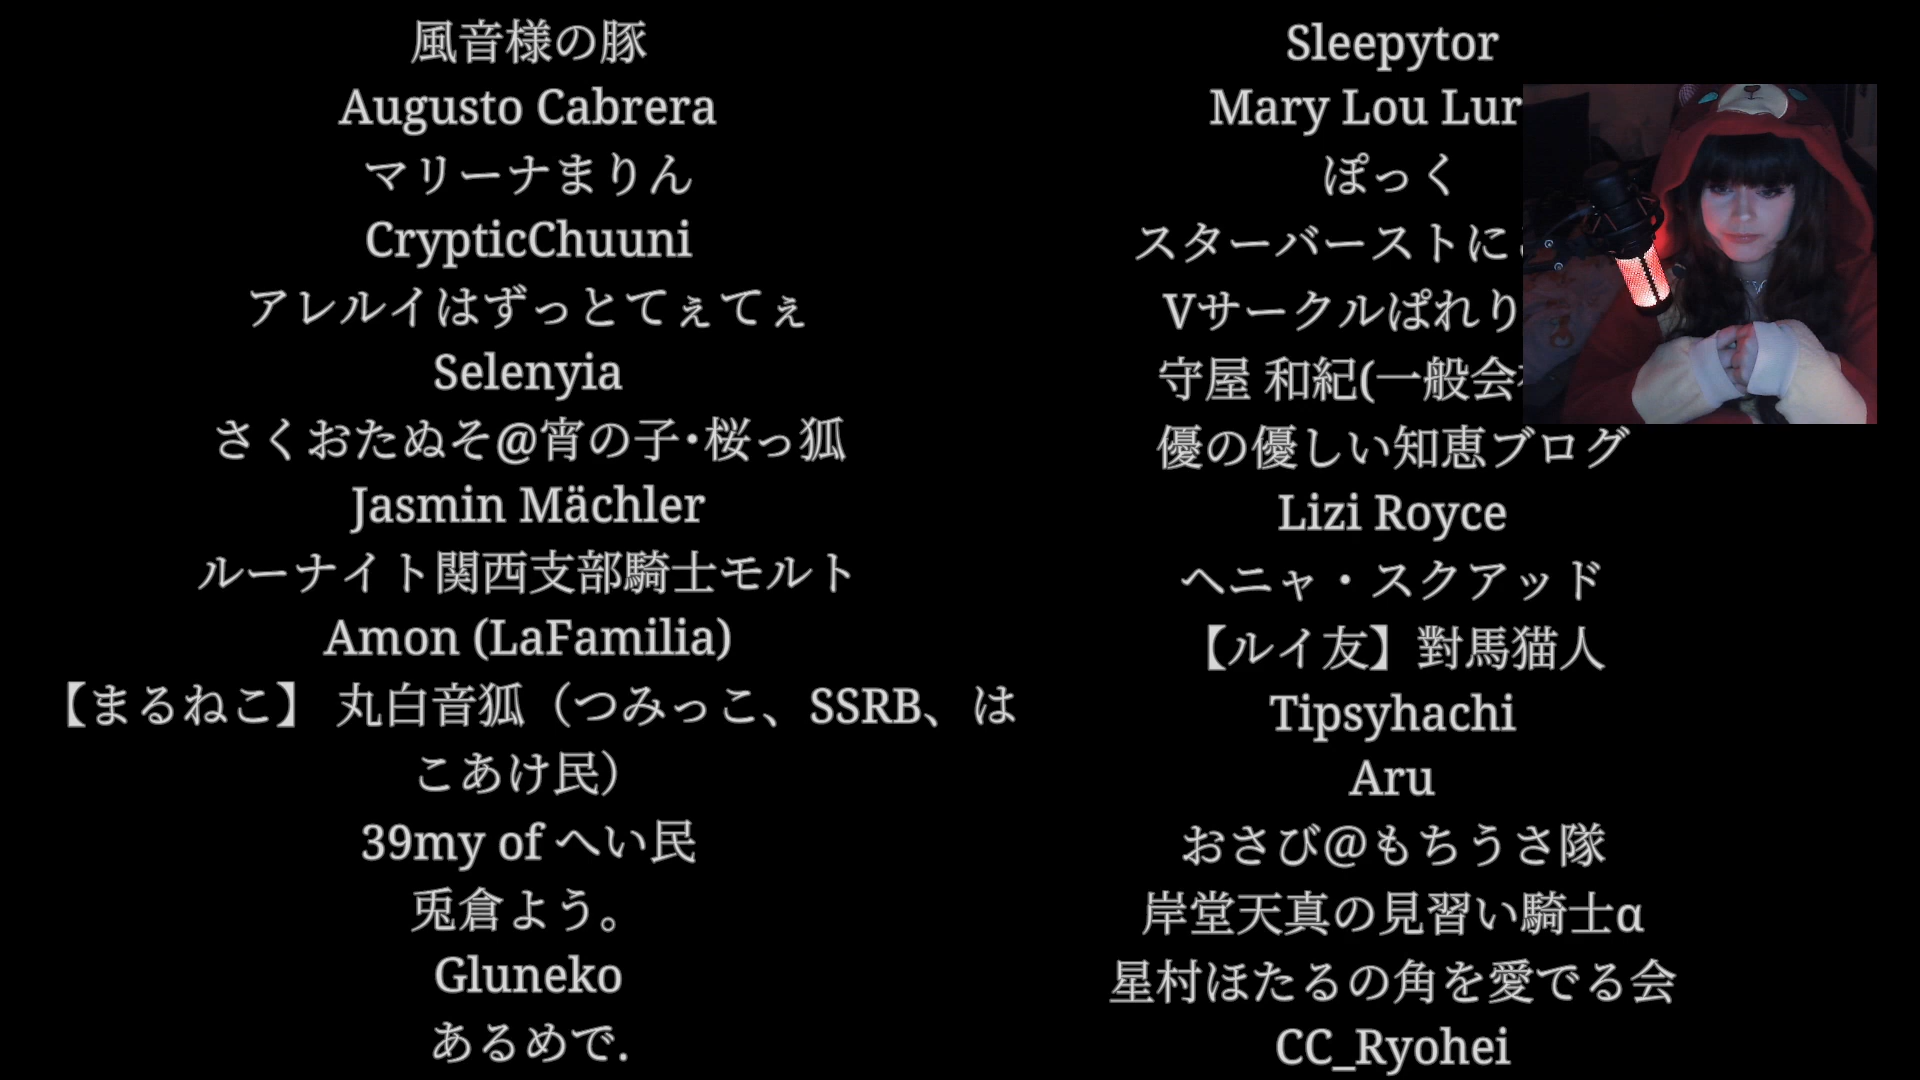 風音様の豚
Augusto Cabrera
マリーナまりん
CrypticChuuni
アレルイはずっとてぇてぇ
Selenyia
さくおたぬそ@宵の子・桜っ狐
Jasmin Mächler
ルーナイト関西支部騎士モルト
Amon (LaFamilia)
【まるねこ】 丸白音狐（つみっこ、SSRB、は
こあけ民）
39my of へい民
兎倉よう。
Gluneko
あるめで.
Sleepytor
Mary Lou
ぽっく
スターバーストに
Vサークルぱれり
守屋 和紀(一般会
優の優しい知恵ブログ
Lizi Royce
ヘニャ・スクアッド
【ルイ友】對馬猫人
Tipsyhachi
Aru
おさび@もちうさ隊
岸堂天真の見習い騎士α
星村ほたるの角を愛でる会
CC_Ryohei